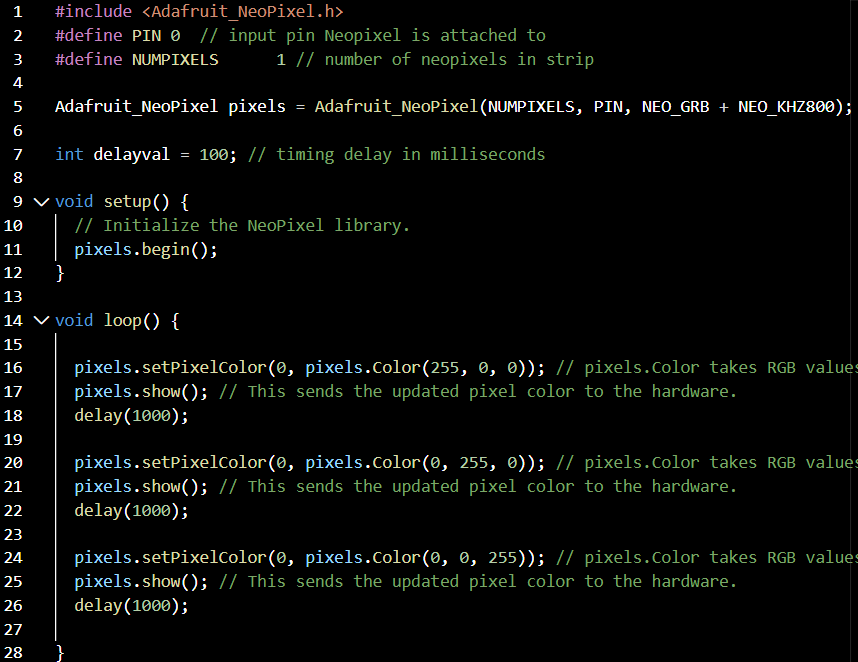 1 #include <Adafruit_NeoPixel.h>
2 #define PIN 0  // input pin Neopixel is attached to
3 #define NUMPIXELS      1 // number of neopixels in strip
4
5 Adafruit_NeoPixel pixels = Adafruit_NeoPixel(NUMPIXELS, PIN, NEO_GRB + NEO_KHZ800);
6
7 int delayval = 100; // timing delay in milliseconds
8
9 void setup() {
10   // Initialize the NeoPixel library.
11   pixels.begin();
12 }
13
14 void loop() {
15
16   pixels.setPixelColor(0, pixels.Color(255, 0, 0)); // pixels.Color takes RGB values
17   pixels.show(); // This sends the updated pixel color to the hardware.
18   delay(1000);
19
20   pixels.setPixelColor(0, pixels.Color(0, 255, 0)); // pixels.Color takes RGB values
21   pixels.show(); // This sends the updated pixel color to the hardware.
22   delay(1000);
23
24   pixels.setPixelColor(0, pixels.Color(0, 0, 255)); // pixels.Color takes RGB values
25   pixels.show(); // This sends the updated pixel color to the hardware.
26   delay(1000);
27
28 }